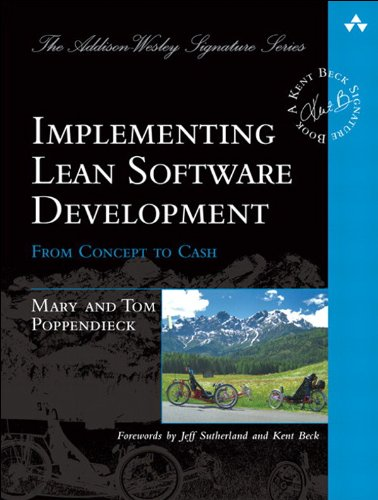 The Addison-Wesley Signature Series
A KENT BECK SIGNATURE BOOK
Kent B
IMPLEMENTING
LEAN SOFTWARE
DEVELOPMENT
FROM CONCEPT TO CASH
MARY AND TOM
POPPENDIECK
Forewords by Jeff Sutherland and Kent Beck